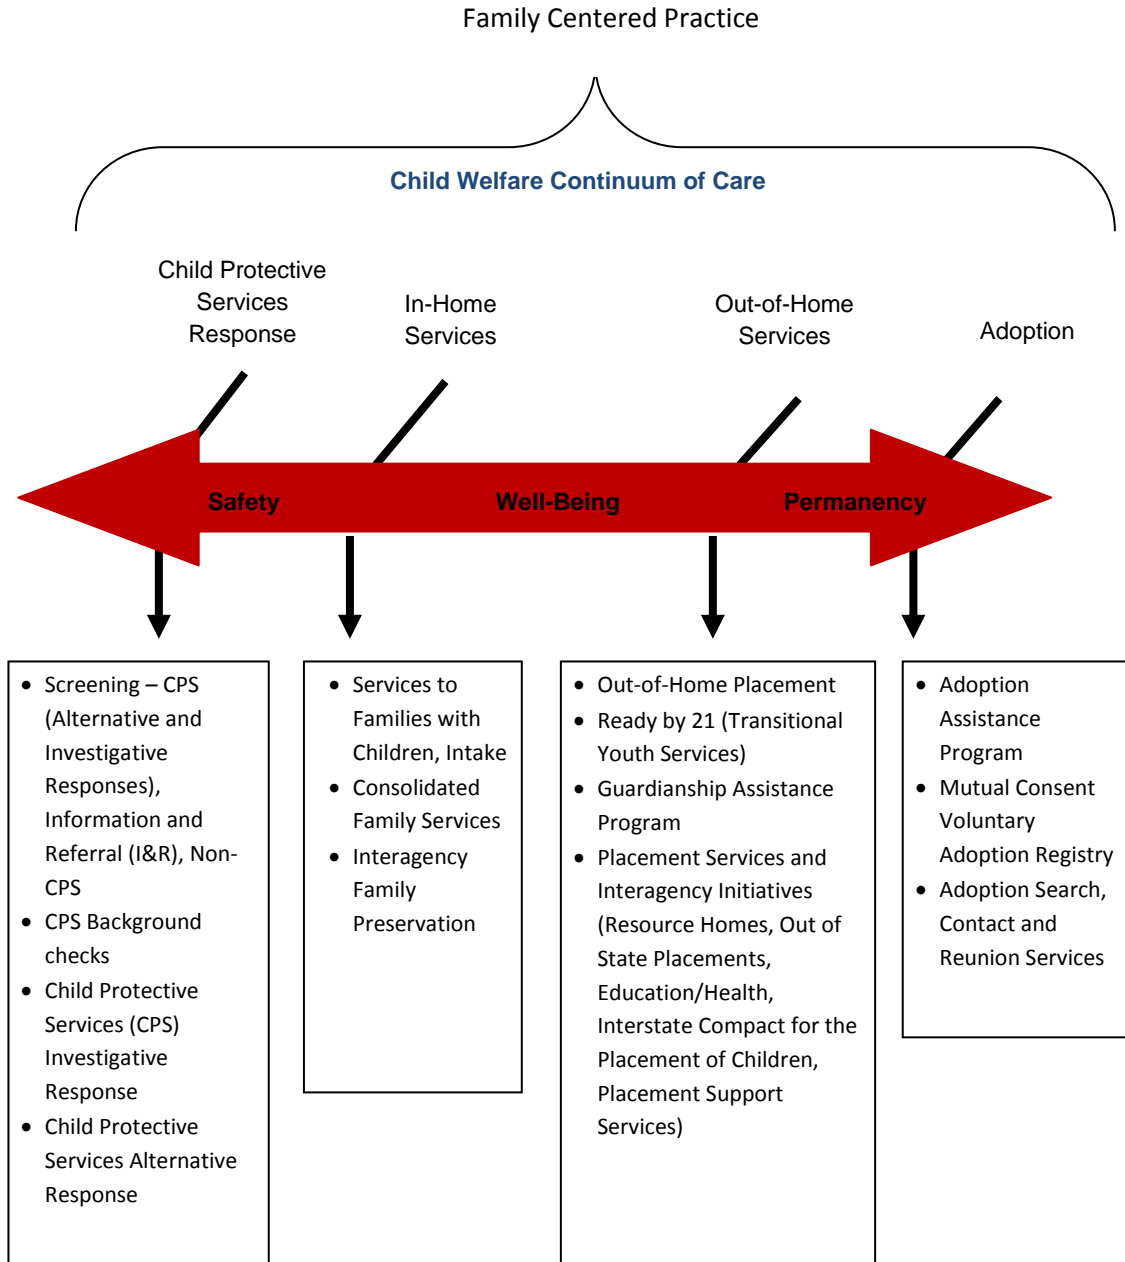 Family Centered Practice
Child Welfare Continuum of Care
Child Protective
Services
Response
In-Home
Services
Out-of-Home
Services
Adoption
Safety
Well-Being
Permanency
• Screening – CPS
(Alternative and
Investigative
Responses),
Information and
Referral (I&R), Non-
CPS
• CPS Background
checks
• Child Protective
Services (CPS)
Investigative
Response
• Child Protective
Services Alternative
Response
• Services to
Families with
Children, Intake
• Consolidated
Family Services
• Interagency
Family
Preservation
• Out-of-Home Placement
• Ready by 21 (Transitional
Youth Services)
• Guardianship Assistance
Program
• Placement Services and
Interagency Initiatives
(Resource Homes, Out of
State Placements,
Education/Health,
Interstate Compact for the
Placement of Children,
Placement Support
Services)
• Adoption
Assistance
Program
• Mutual Consent
Voluntary
Adoption Registry
• Adoption Search,
Contact and
Reunion Services